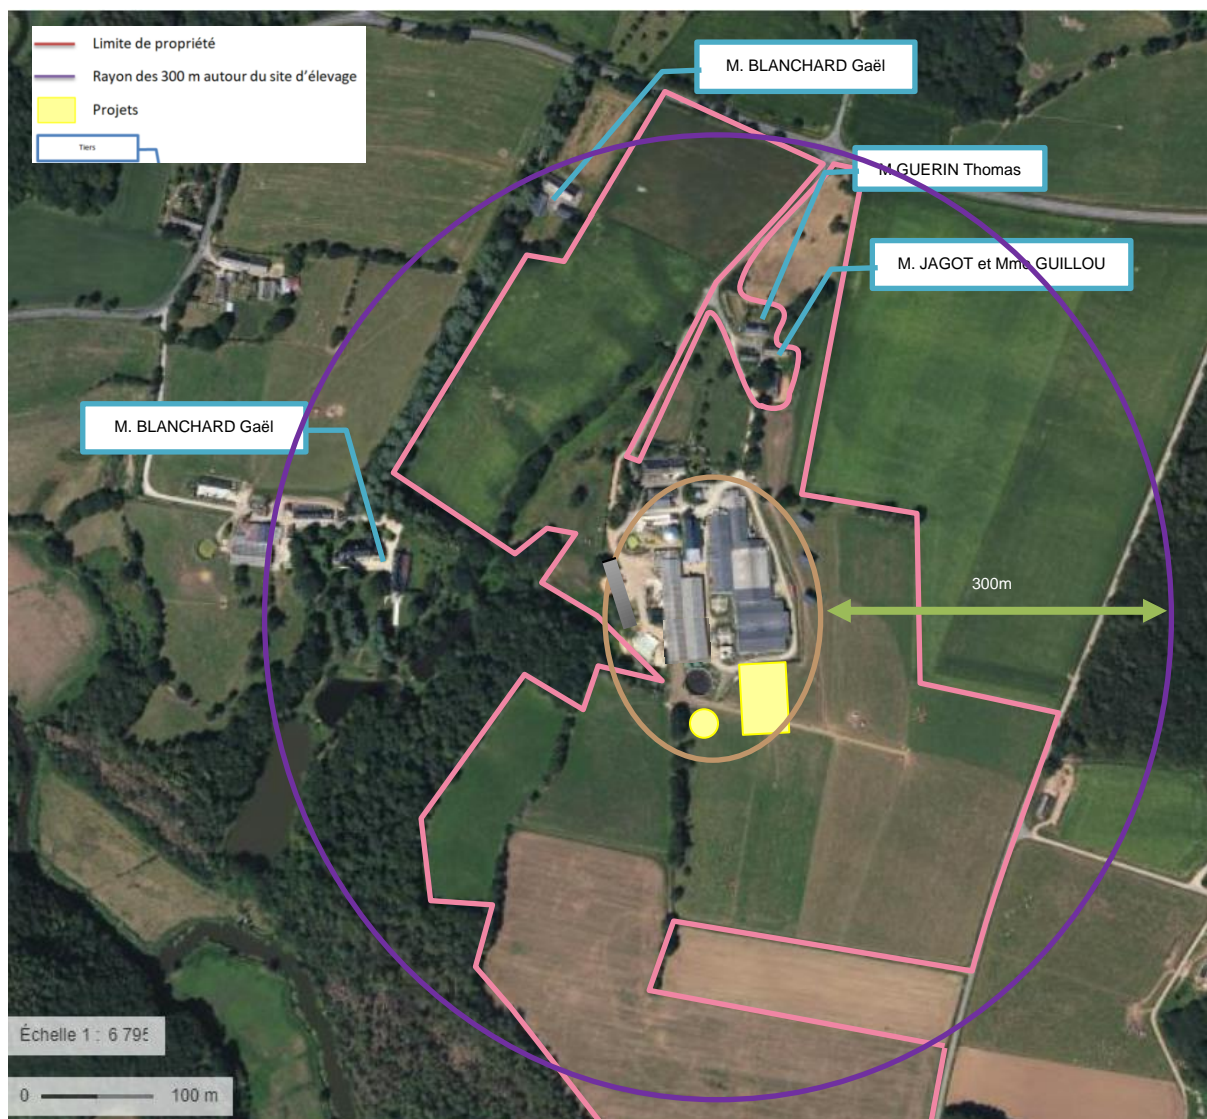 Limite de propriété
Rayon des 300 m autour du site d'élevage
Projets
Tiers
M. BLANCHARD Gaël
M.GUERIN Thomas
M. JAGOT et Mme GUILLOU
M. BLANCHARD Gaël
300m
Échelle 1 : 6 795
0 100 m